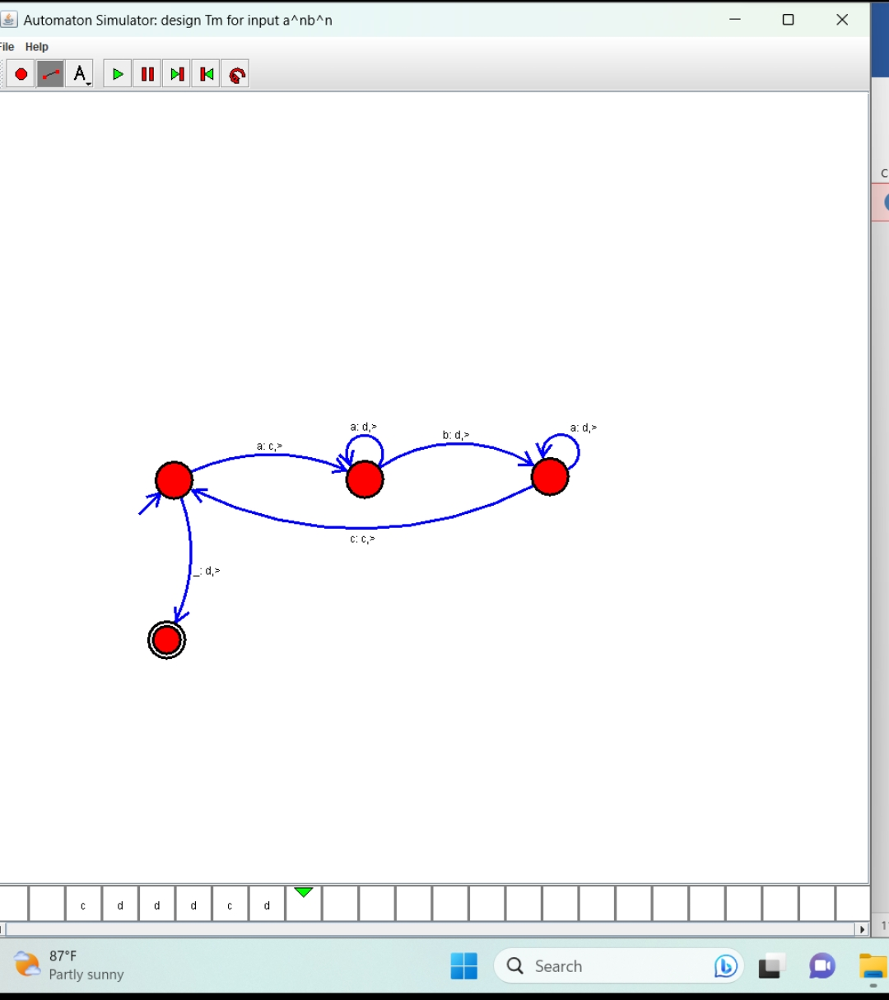 Automaton Simulator: design Tm for input a^nb^n
File Help
A
a: d,>
a: d,>
b: d,>
a: c,>
c: c,>
_: d,>
c d d d c d
87°F
Partly sunny
Search